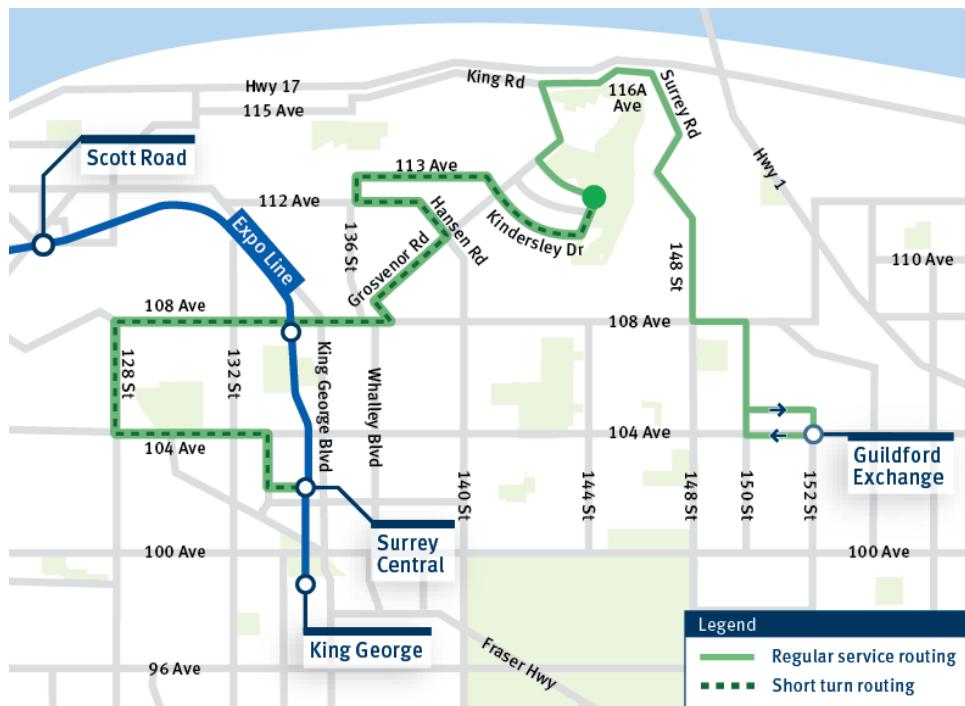 King Rd
Hwy 17
116A
Ave
Surrey Rd
115 Ave
Scott Road
Hwy 1
113 Ave
112 Ave
Hansen Rd
Kindersley Dr
136 St
Expo Line
Grosvenor Rd
148 St
110 Ave
108 Ave
108 Ave
128 St
132 St
King George Blvd
Whalley Blvd
104 Ave
104 Ave
Guildford
Exchange
140 St
144 St
148 St
150 St
152 St
Surrey
Central
100 Ave
100 Ave
King George
Fraser Hwy
96 Ave
Legend
Regular service routing
Short turn routing